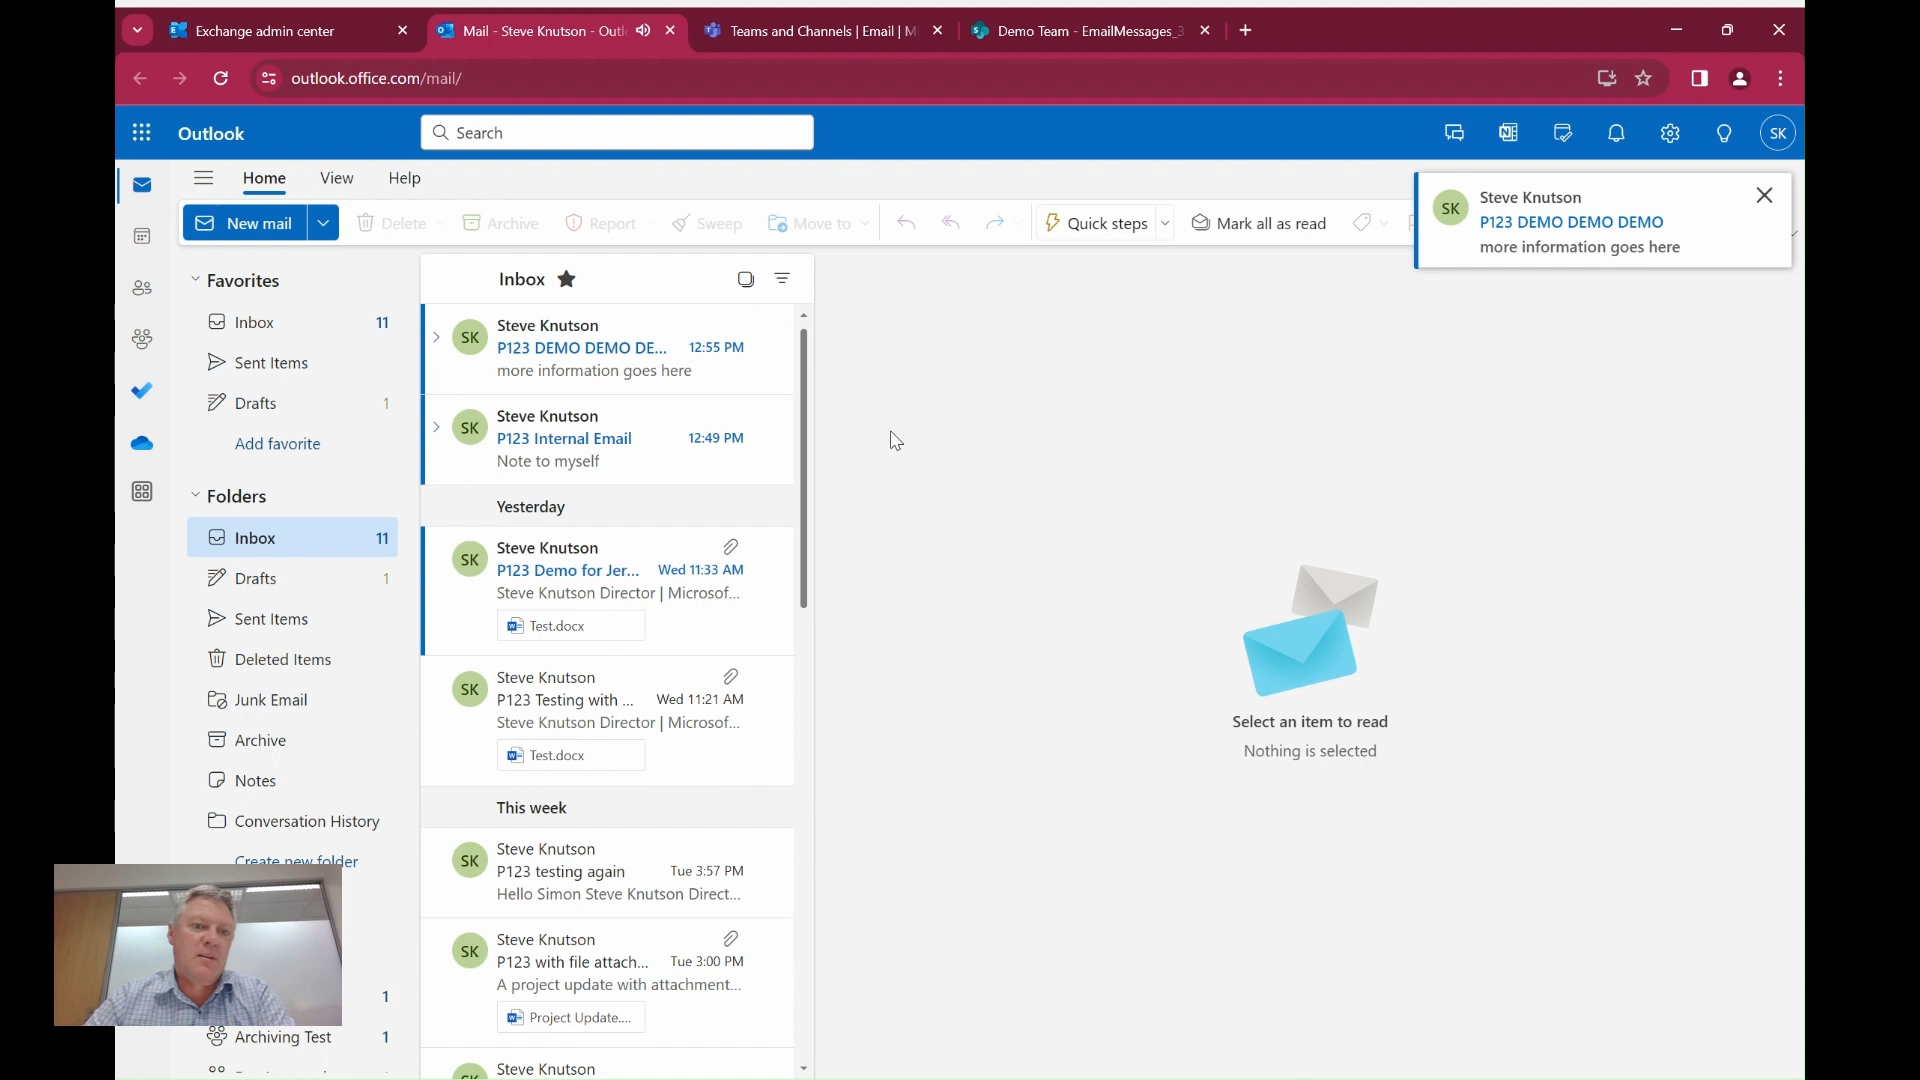 Exchange admin center
Mail - Steve Knutson - Outl
Teams and Channels | Email | M
Demo Team - EmailMessages_3
outlook.office.com/mail/
Outlook
Search
SK
Home
View
Help
New mail
Delete
Archive
Report
Sweep
Move to
Quick steps
Mark all as read
SK
Steve Knutson
P123 DEMO DEMO DEMO
more information goes here
Favorites
Inbox 11
Sent Items
Drafts 1
Add favorite
Folders
Inbox 11
Drafts 1
Sent Items
Deleted Items
Junk Email
Archive
Notes
Conversation History
Create new folder
1
Archiving Test 1
Inbox
SK
Steve Knutson
P123 DEMO DEMO DE... 12:55 PM
more information goes here
SK
Steve Knutson
P123 Internal Email 12:49 PM
Note to myself
Yesterday
SK
Steve Knutson
P123 Demo for Jer... Wed 11:33 AM
Steve Knutson Director | Microsof...
Test.docx
SK
Steve Knutson
P123 Testing with ... Wed 11:21 AM
Steve Knutson Director | Microsof...
Test.docx
This week
SK
Steve Knutson
P123 testing again Tue 3:57 PM
Hello Simon Steve Knutson Direct...
SK
Steve Knutson
P123 with file attach... Tue 3:00 PM
A project update with attachment...
Project Update....
SK
Steve Knutson
Select an item to read
Nothing is selected